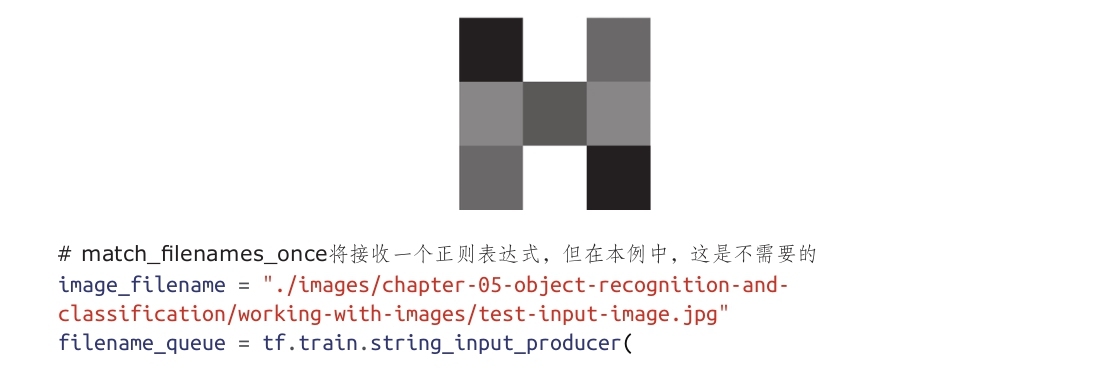 # match_filenames_once将接收一个正则表达式，但在本例中，这是不需要的
image_filename = "./images/chapter-05-object-recognition-and-
classification/working-with-images/test-input-image.jpg"
filename_queue = tf.train.string_input_producer(